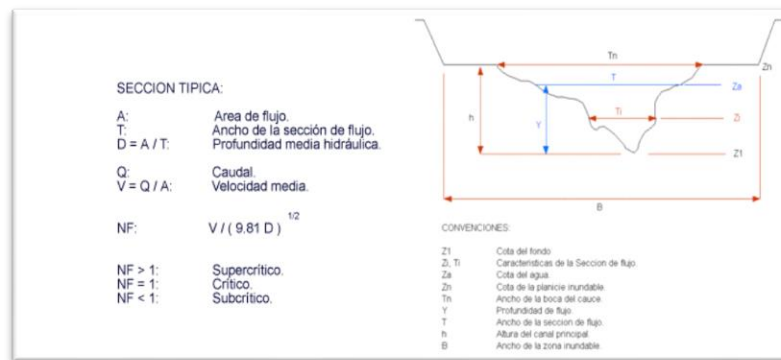 SECCION TIPICA:
A: Area de flujo.
T: Ancho de la sección de flujo.
D = A / T: Profundidad media hidráulica.
Q: Caudal.
V = Q / A: Velocidad media.
NF: V / ( 9.81 D ) 1/2
NF > 1: Supercrítico.
NF = 1: Crítico.
NF < 1: Subcrítico.
Tn
Zn
T
Za
h
Y
Ti
Zi
Z1
B
CONVENCIONES:
Z1 Cota del fondo
Zi, Ti Caracteristicas de la Seccion de flujo
Za Cota del agua.
Zn Cota de la planicie inundable.
Tn Ancho de la boca del cauce.
Y Profundidad de flujo.
T Ancho de la seccion de flujo.
h Altura del canal principal.
B Ancho de la zona inundable